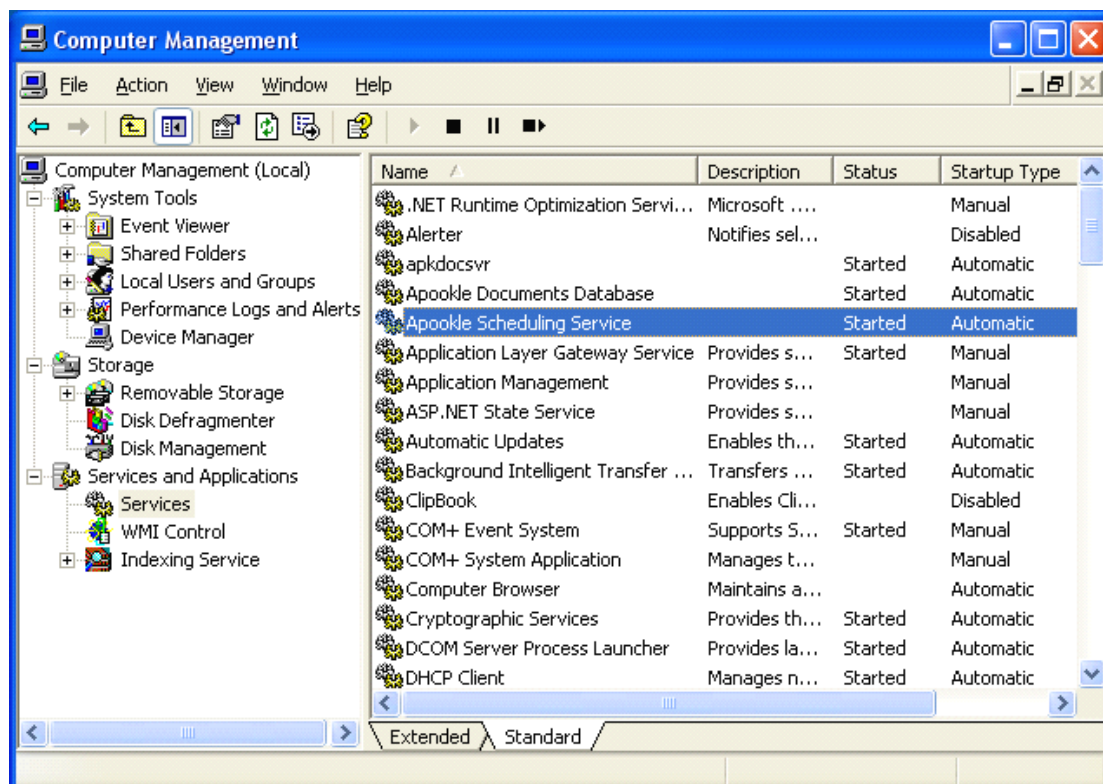 Computer Management
File Action View Window Help
Computer Management (Local)
System Tools
Event Viewer
Shared Folders
Local Users and Groups
Performance Logs and Alerts
Device Manager
Storage
Removable Storage
Disk Defragmenter
Disk Management
Services and Applications
Services
WMI Control
Indexing Service
Name Description Status Startup Type
.NET Runtime Optimization Servi... Microsoft .... Manual
Alerter Notifies sel... Disabled
apkdocsvr Started Automatic
Apookle Documents Database Started Automatic
Apookle Scheduling Service Started Automatic
Application Layer Gateway Service Provides s... Started Manual
Application Management Provides s... Manual
ASP.NET State Service Provides s... Manual
Automatic Updates Enables th... Started Automatic
Background Intelligent Transfer ... Transfers ... Started Automatic
ClipBook Enables Cli... Disabled
COM+ Event System Supports S... Started Manual
COM+ System Application Manages t... Manual
Computer Browser Maintains a... Automatic
Cryptographic Services Provides th... Started Automatic
DCOM Server Process Launcher Provides la... Started Automatic
DHCP Client Manages n... Started Automatic
Extended Standard